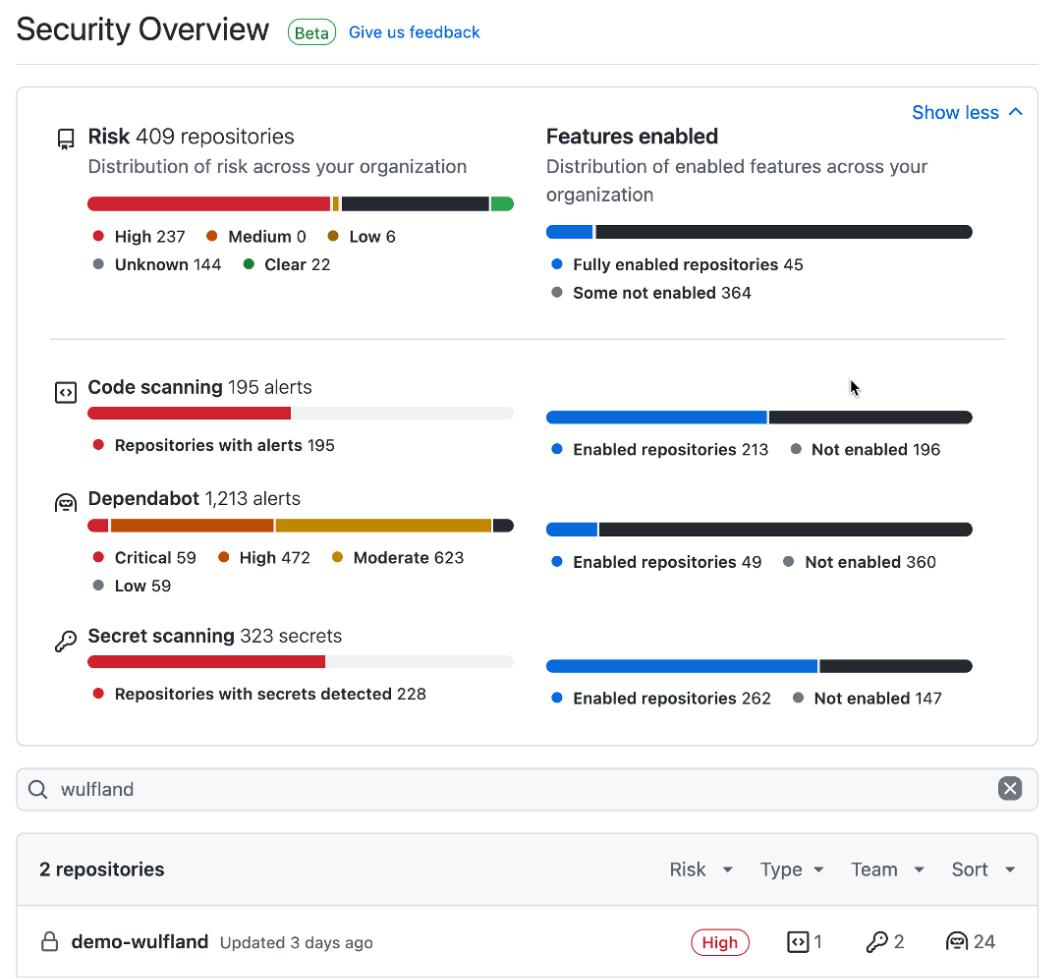 Security Overview Beta Give us feedback
Show less
Risk 409 repositories
Distribution of risk across your organization
High 237 Medium 0 Low 6
Unknown 144 Clear 22
Features enabled
Distribution of enabled features across your
organization
Fully enabled repositories 45
Some not enabled 364
Code scanning 195 alerts
Repositories with alerts 195
Enabled repositories 213 Not enabled 196
Dependabot 1,213 alerts
Critical 59 High 472 Moderate 623
Low 59
Enabled repositories 49 Not enabled 360
Secret scanning 323 secrets
Repositories with secrets detected 228
Enabled repositories 262 Not enabled 147
wulfland
2 repositories Risk Type Team Sort
demo-wulfland Updated 3 days ago High 1 2 24